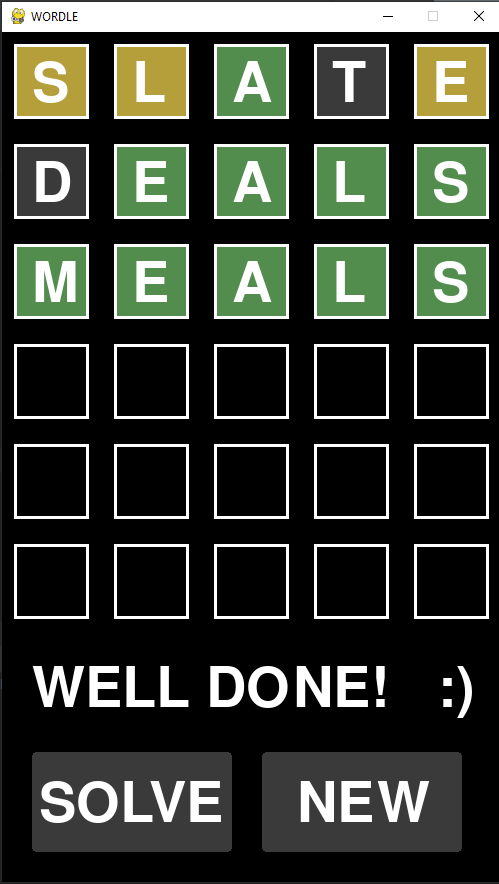 WORDLE
S L A T E
D E A L S
M E A L S
WELL DONE! :)
SOLVE NEW